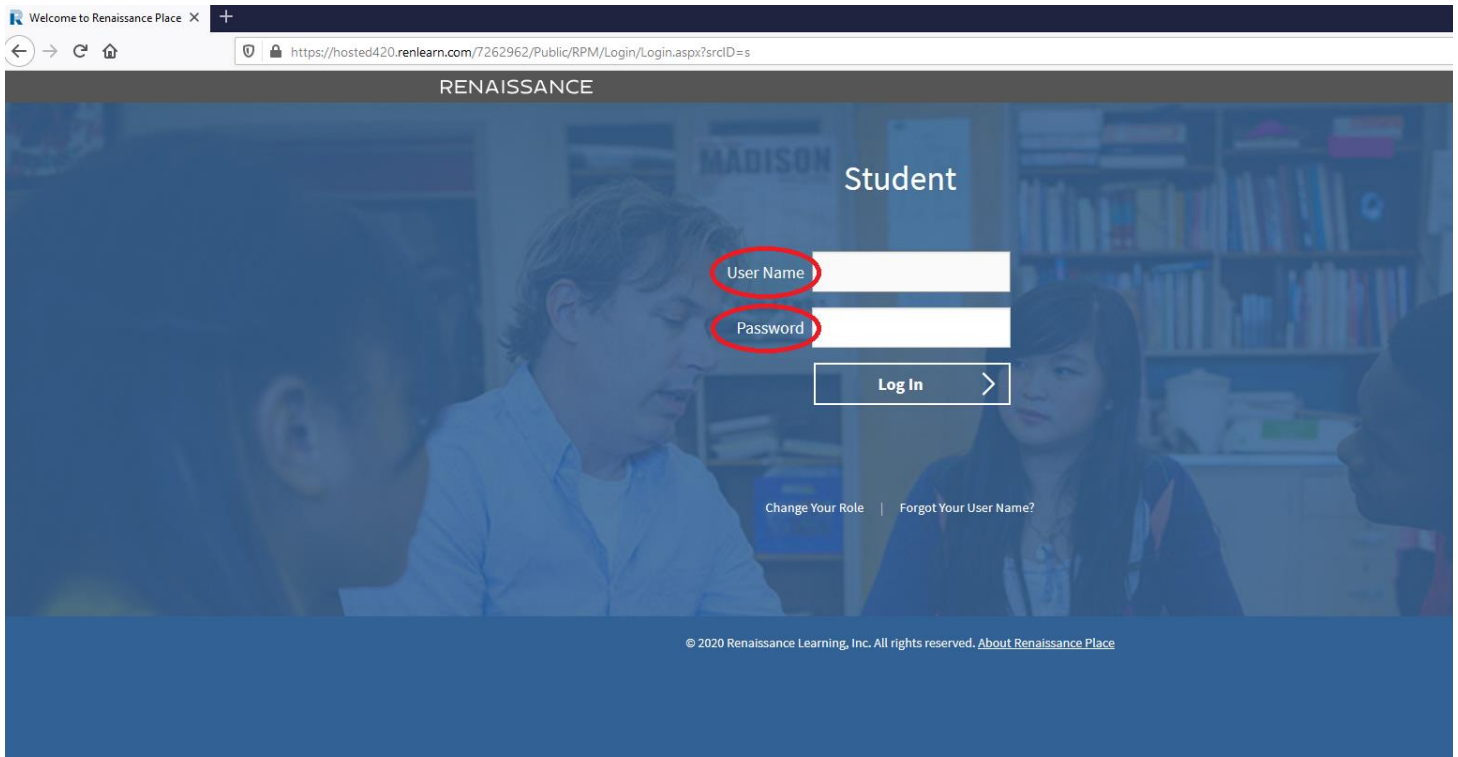 Welcome to Renaissance Place
https://hosted420.renlearn.com/7262962/Public/RPM/Login/Login.aspx?srcID=s
RENAISSANCE
MADISON
Student
User Name
Password
Log In
Change Your Role | Forgot Your User Name?
© 2020 Renaissance Learning, Inc. All rights reserved. About Renaissance Place